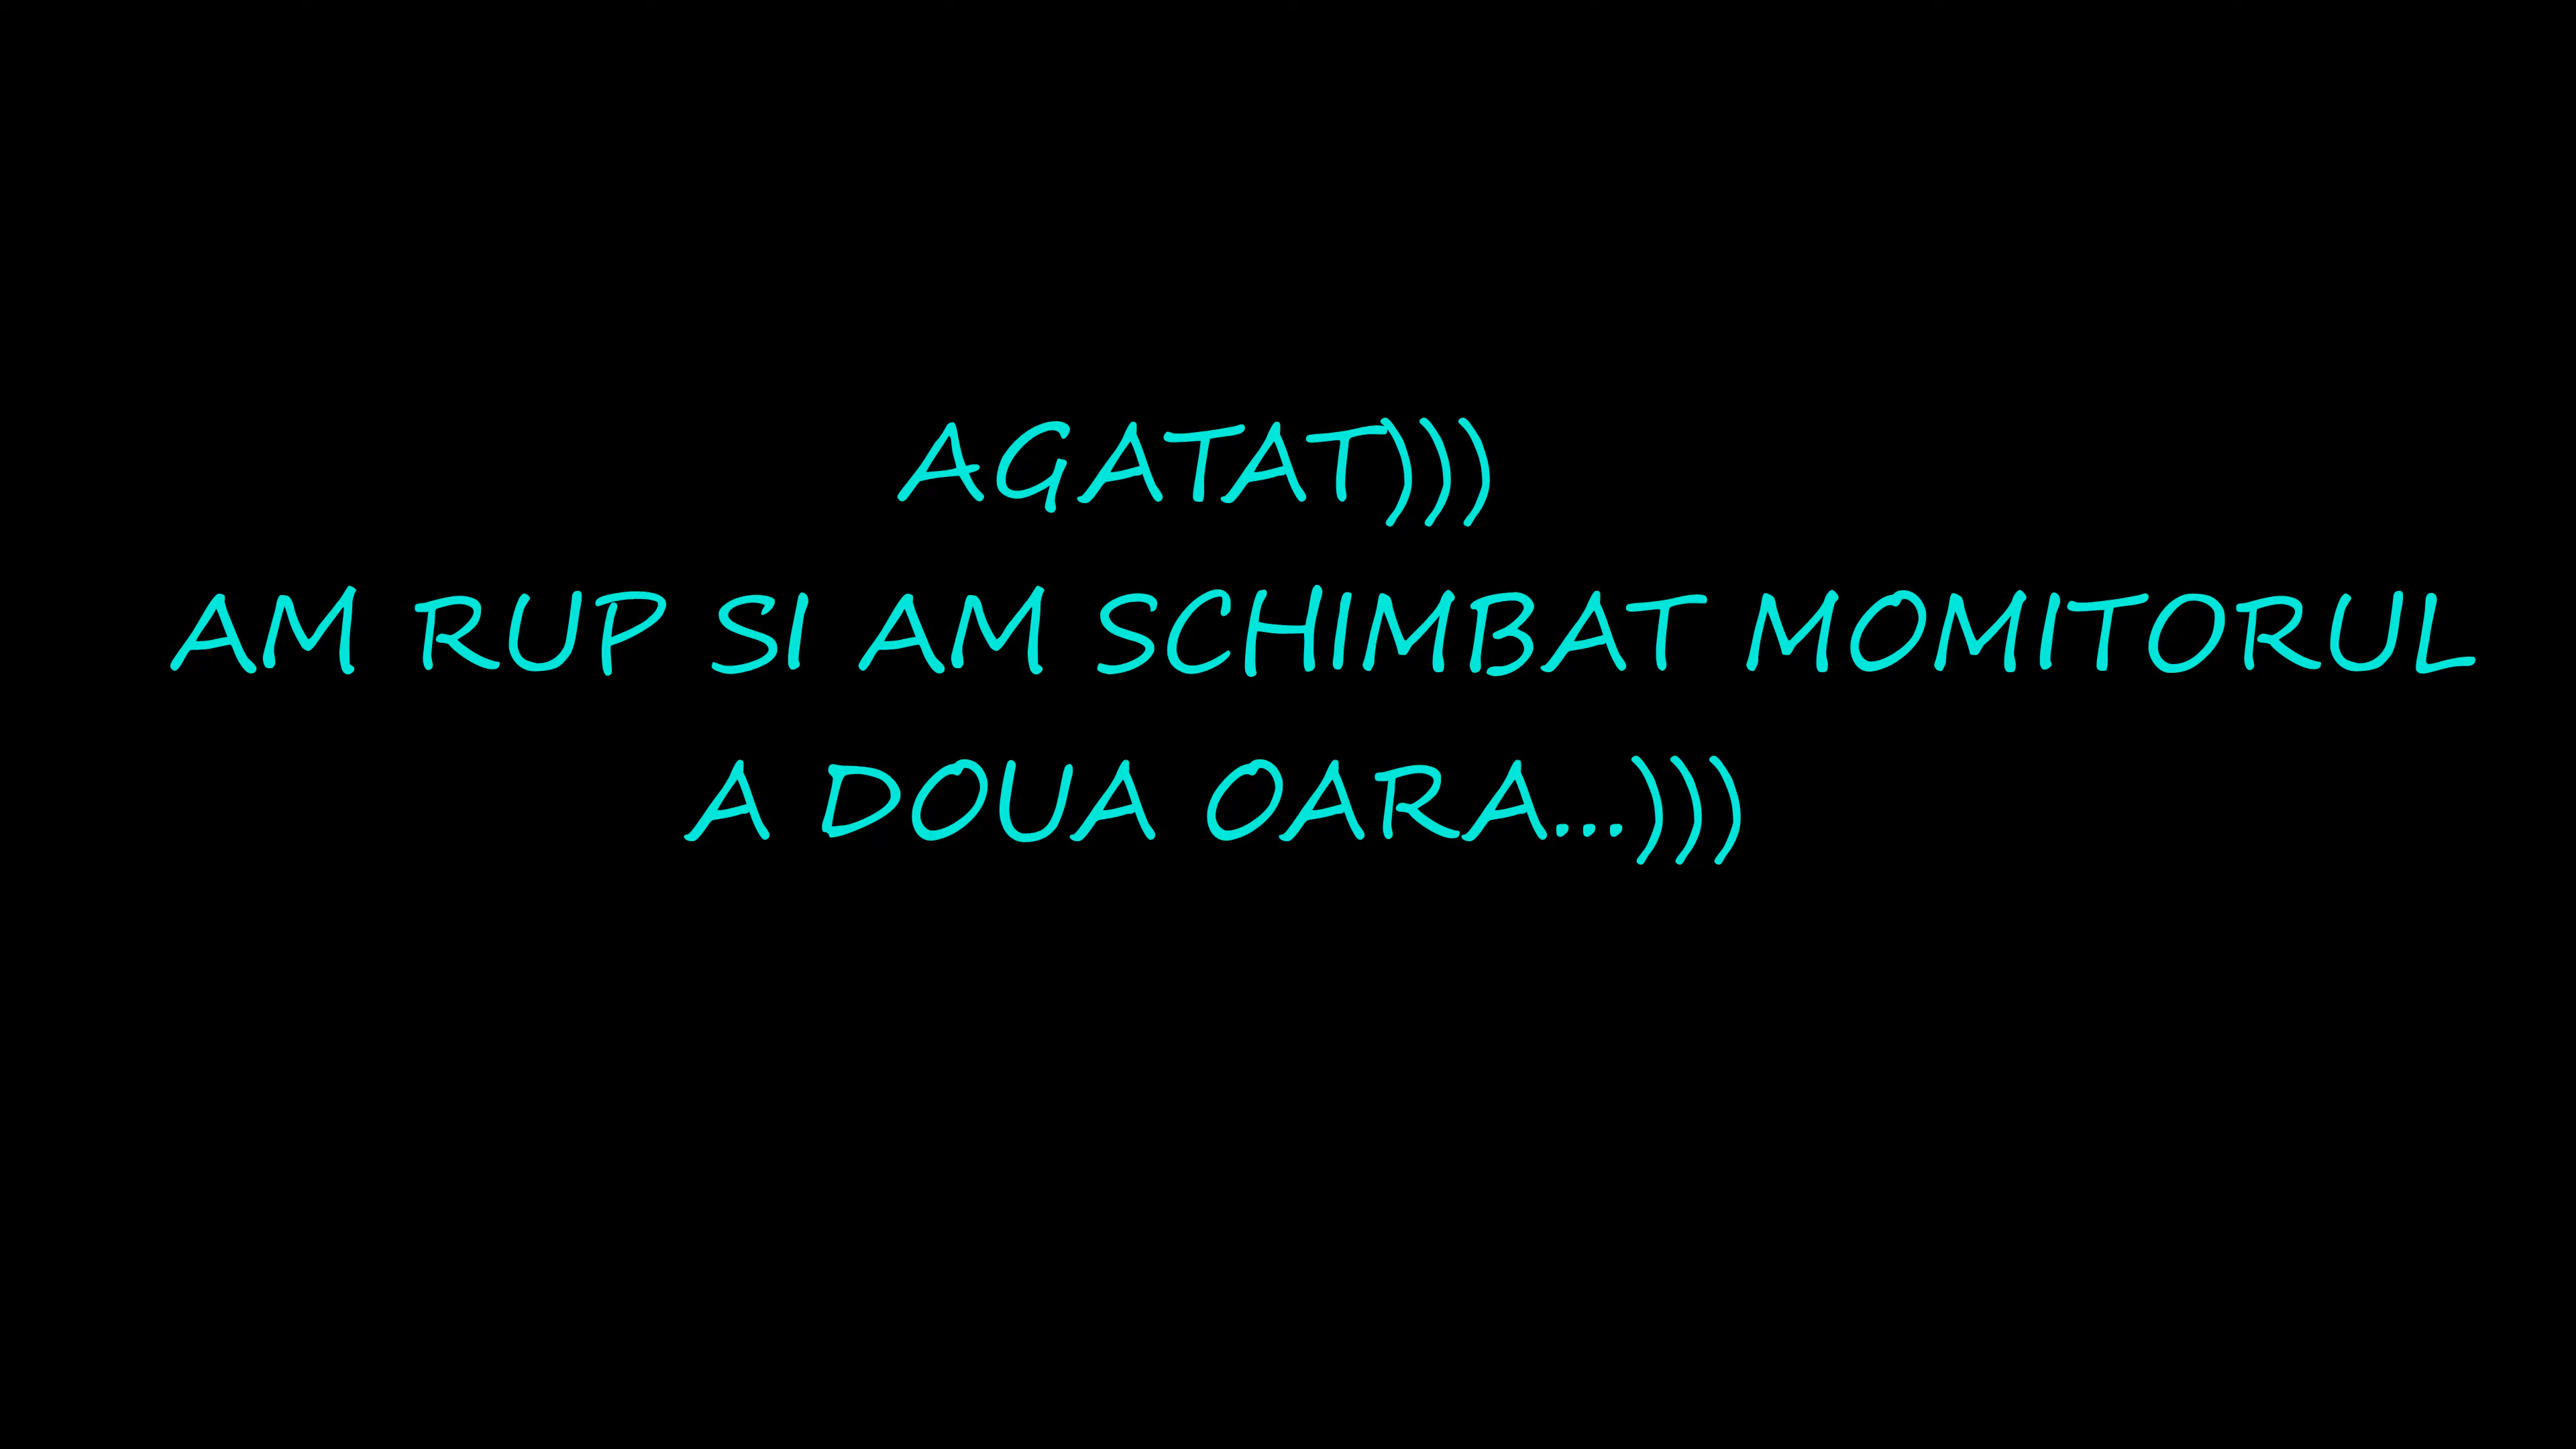 AGATAT)))
AM RUP SI AM SCHIMBAT MOMITORUL
A DOUA OARA...)))